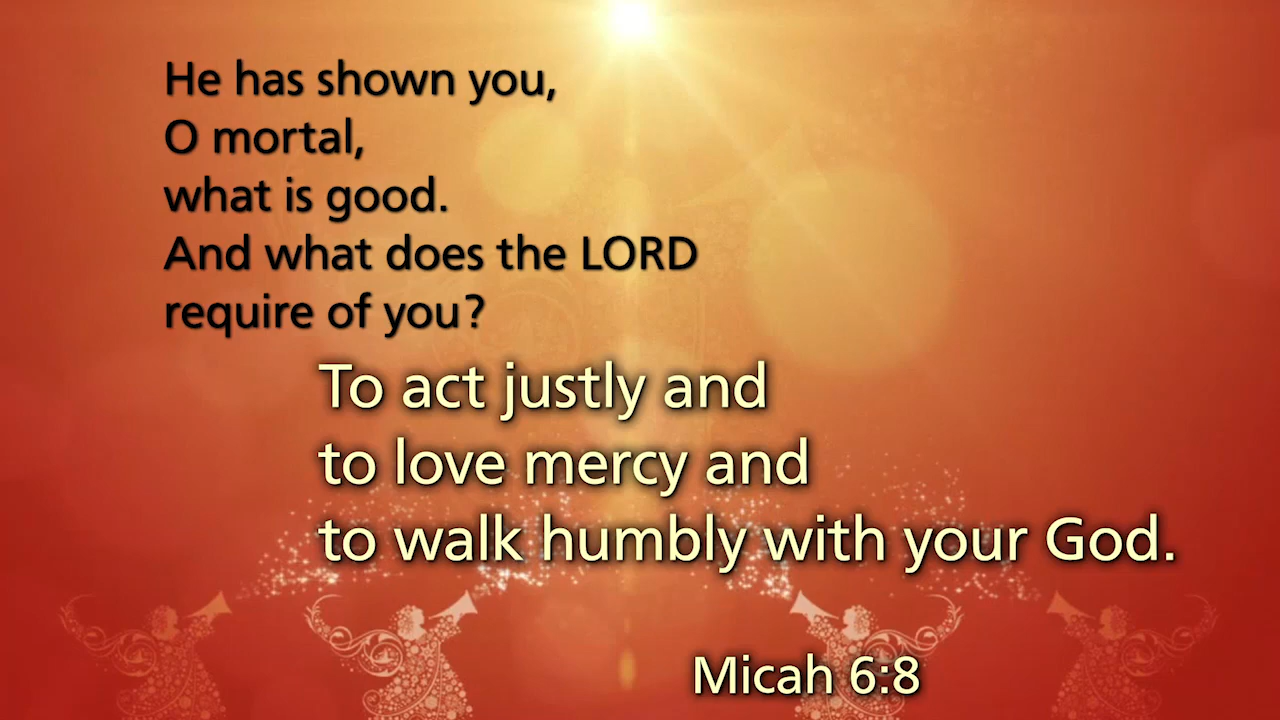 He has shown you,
O mortal,
what is good.
And what does the LORD
require of you?
To act justly and
to love mercy and
to walk humbly with your God.
Micah 6:8